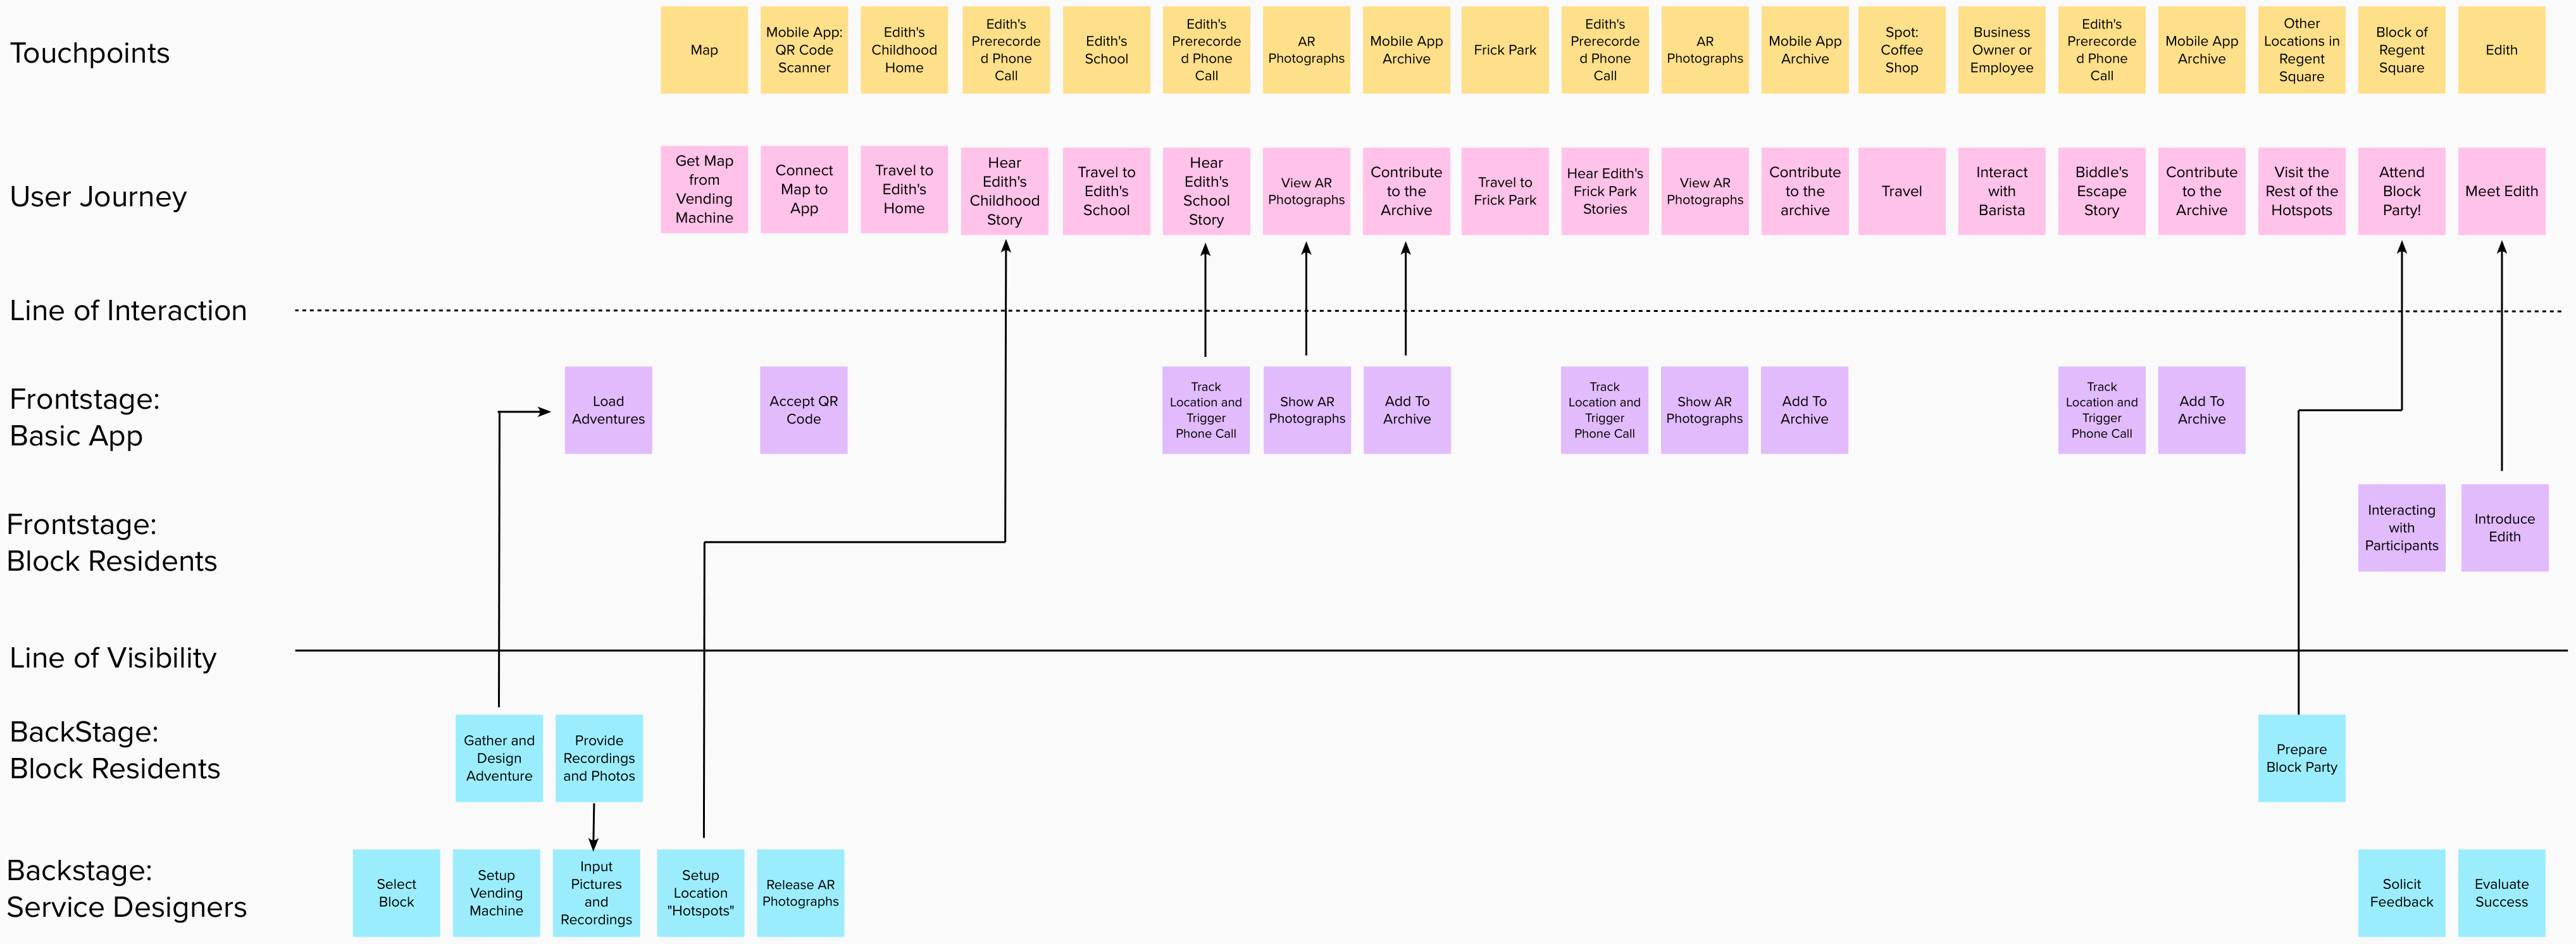 Touchpoints
Map
Mobile App:
QR Code
Scanner
Edith's
Childhood
Home
Edith's
Prerecorde
d Phone
Call
Edith's
School
Edith's
Prerecorde
d Phone
Call
AR
Photographs
Mobile App
Archive
Frick Park
Edith's
Prerecorde
d Phone
Call
AR
Photographs
Mobile App
Archive
Spot:
Coffee
Shop
Business
Owner or
Employee
Edith's
Prerecorde
d Phone
Call
Mobile App
Archive
Other
Locations in
Regent
Square
Block of
Regent
Square
Edith
User Journey
Get Map
from
Vending
Machine
Connect
Map to
App
Travel to
Edith's
Home
Hear
Edith's
Childhood
Story
Travel to
Edith's
School
Hear
Edith's
School
Story
View AR
Photographs
Contribute
to the
Archive
Travel to
Frick Park
Hear Edith's
Frick Park
Stories
View AR
Photographs
Contribute
to the
archive
Travel
Interact
with
Barista
Biddle's
Escape
Story
Contribute
to the
Archive
Visit the
Rest of the
Hotspots
Attend
Block
Party!
Meet Edith
Line of Interaction
Frontstage:
Basic App
Load
Adventures
Accept QR
Code
Track
Location and
Trigger
Phone Call
Show AR
Photographs
Add To
Archive
Track
Location and
Trigger
Phone Call
Show AR
Photographs
Add To
Archive
Track
Location and
Trigger
Phone Call
Add To
Archive
Frontstage:
Block Residents
Interacting
with
Participants
Introduce
Edith
Line of Visibility
BackStage:
Block Residents
Gather and
Design
Adventure
Provide
Recordings
and Photos
Prepare
Block Party
Backstage:
Service Designers
Select
Block
Setup
Vending
Machine
Input
Pictures
and
Recordings
Setup
Location
"Hotspots"
Release AR
Photographs
Solicit
Feedback
Evaluate
Success